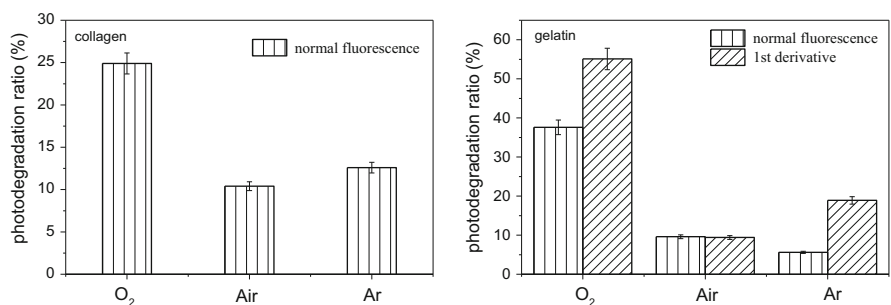 collagen
normal fluorescence
photodegradation ratio (%)
30
25
20
15
10
5
0
O₂ Air Ar
gelatin
normal fluorescence
1st derivative
photodegradation ratio (%)
60
50
40
30
20
10
0
O₂ Air Ar